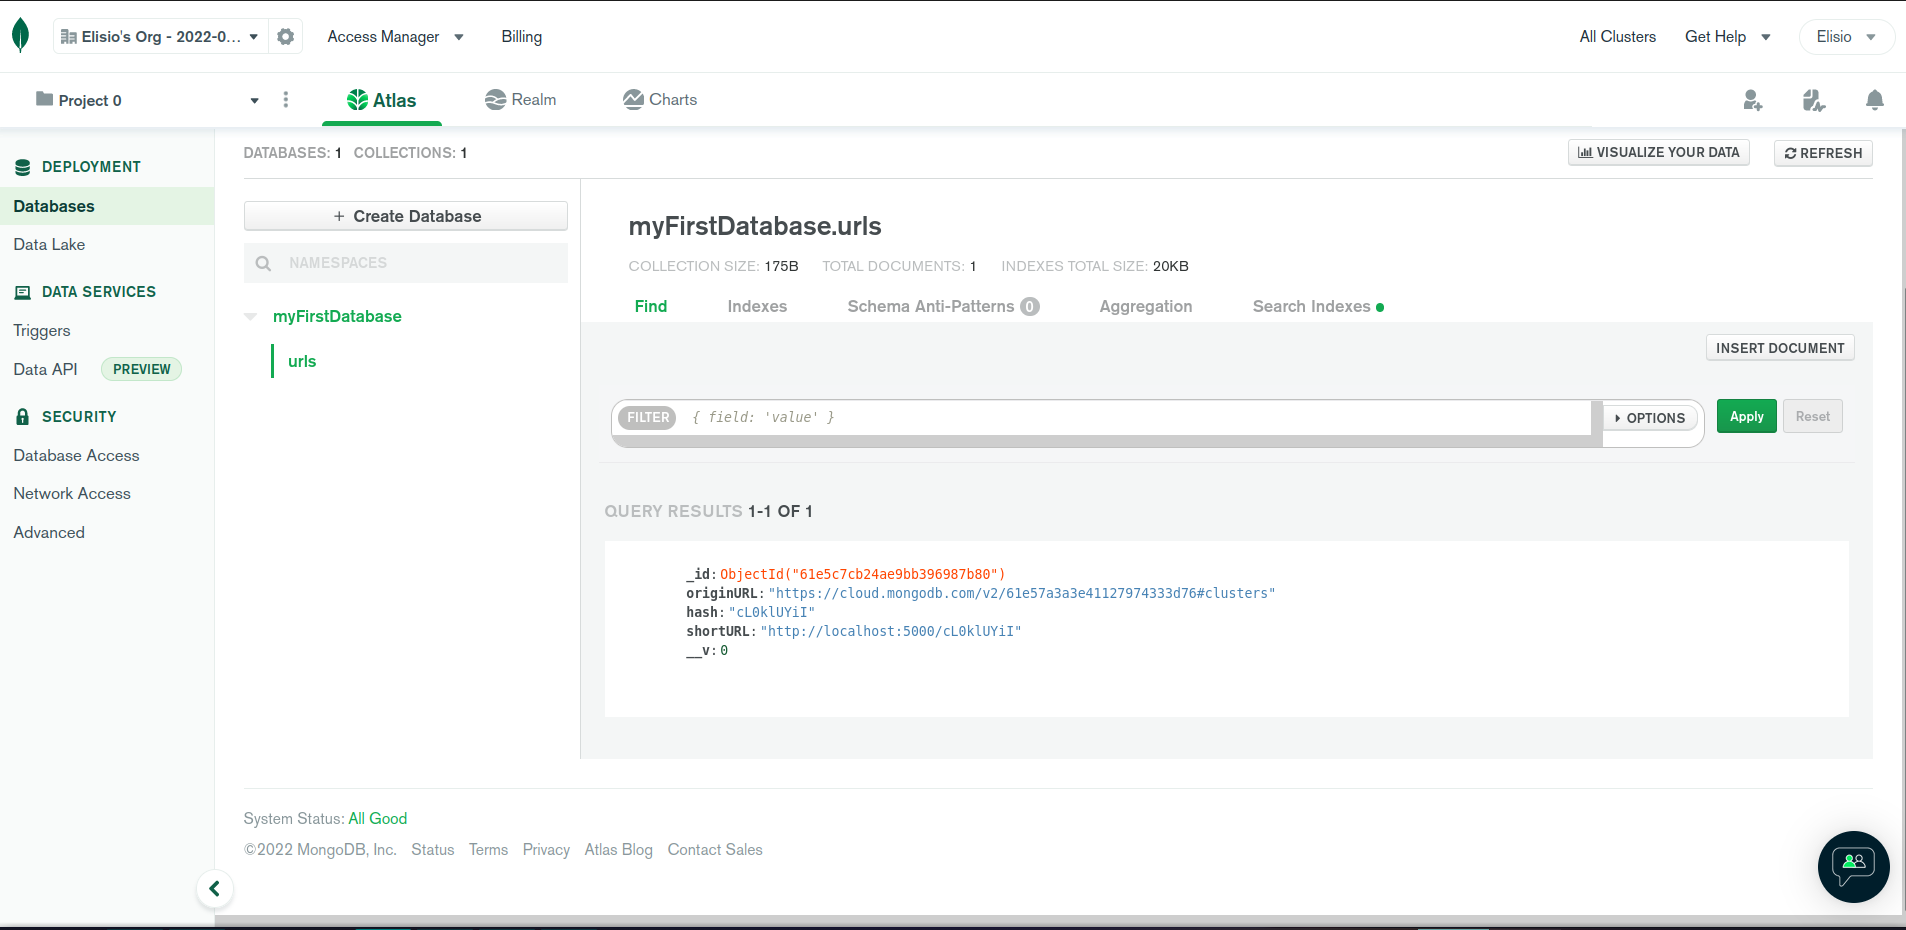 Elisio's Org - 2022-0...
Access Manager
Billing
All Clusters
Get Help
Elisio
Project 0
Atlas
Realm
Charts
DEPLOYMENT
Databases
Data Lake
DATA SERVICES
Triggers
Data API PREVIEW
SECURITY
Database Access
Network Access
Advanced
DATABASES: 1 COLLECTIONS: 1
VISUALIZE YOUR DATA
REFRESH
+ Create Database
NAMESPACES
myFirstDatabase
urls
myFirstDatabase.urls
COLLECTION SIZE: 175B TOTAL DOCUMENTS: 1 INDEXES TOTAL SIZE: 20KB
Find Indexes Schema Anti-Patterns 0 Aggregation Search Indexes
INSERT DOCUMENT
FILTER { field: 'value' }
OPTIONS
Apply
Reset
QUERY RESULTS 1-1 OF 1
_id: ObjectId("61e5c7cb24ae9bb396987b80")
originURL: "https://cloud.mongodb.com/v2/61e57a3a3e41127974333d76#clusters"
hash: "cL0klUYiI"
shortURL: "http://localhost:5000/cL0klUYiI"
__v: 0
System Status: All Good
©2022 MongoDB, Inc. Status Terms Privacy Atlas Blog Contact Sales